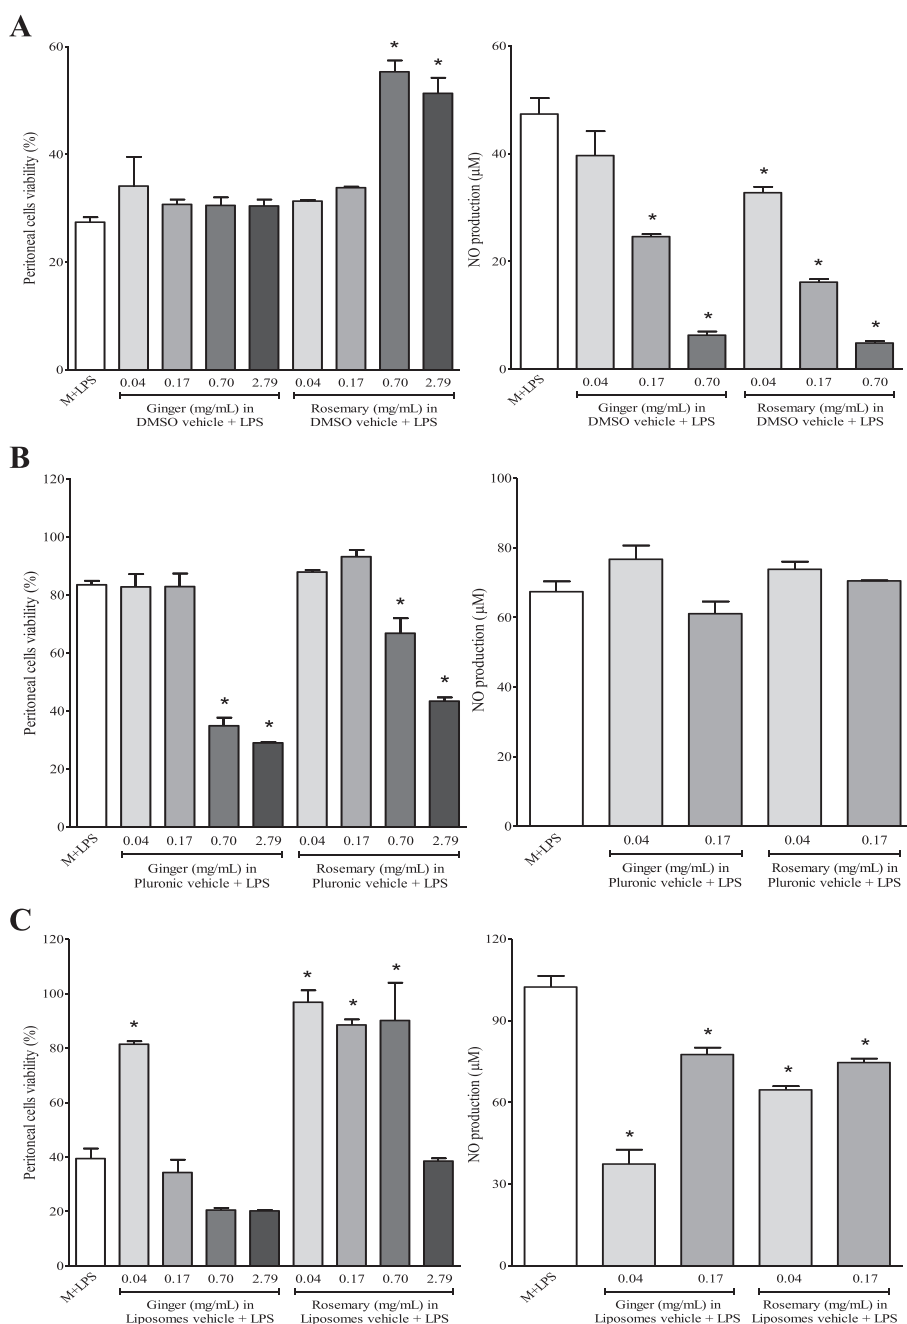 A
Peritoneal cells viability (%)
60
40
20
0
* *
M+LPS 0.04 0.17 0.70 2.79 0.04 0.17 0.70 2.79
Ginger (mg/mL) in
DMSO vehicle + LPS
Rosemary (mg/mL) in
DMSO vehicle + LPS
NO production (µM)
60
40
20
0
* * * * *
M+LPS 0.04 0.17 0.70 0.04 0.17 0.70
Ginger (mg/mL) in
DMSO vehicle + LPS
Rosemary (mg/mL) in
DMSO vehicle + LPS
B
Peritoneal cells viability (%)
120
100
80
60
40
20
0
* * * *
M+LPS 0.04 0.17 0.70 2.79 0.04 0.17 0.70 2.79
Ginger (mg/mL) in
Pluronic vehicle + LPS
Rosemary (mg/mL) in
Pluronic vehicle + LPS
NO production (µM)
100
80
60
40
20
0
M+LPS 0.04 0.17 0.04 0.17
Ginger (mg/mL) in
Pluronic vehicle + LPS
Rosemary (mg/mL) in
Pluronic vehicle + LPS
C
Peritoneal cells viability (%)
120
100
80
60
40
20
0
* * * *
M+LPS 0.04 0.17 0.70 2.79 0.04 0.17 0.70 2.79
Ginger (mg/mL) in
Liposomes vehicle + LPS
Rosemary (mg/mL) in
Liposomes vehicle + LPS
NO production (µM)
120
90
60
30
0
* * * *
M+LPS 0.04 0.17 0.04 0.17
Ginger (mg/mL) in
Liposomes vehicle + LPS
Rosemary (mg/mL) in
Liposomes vehicle + LPS